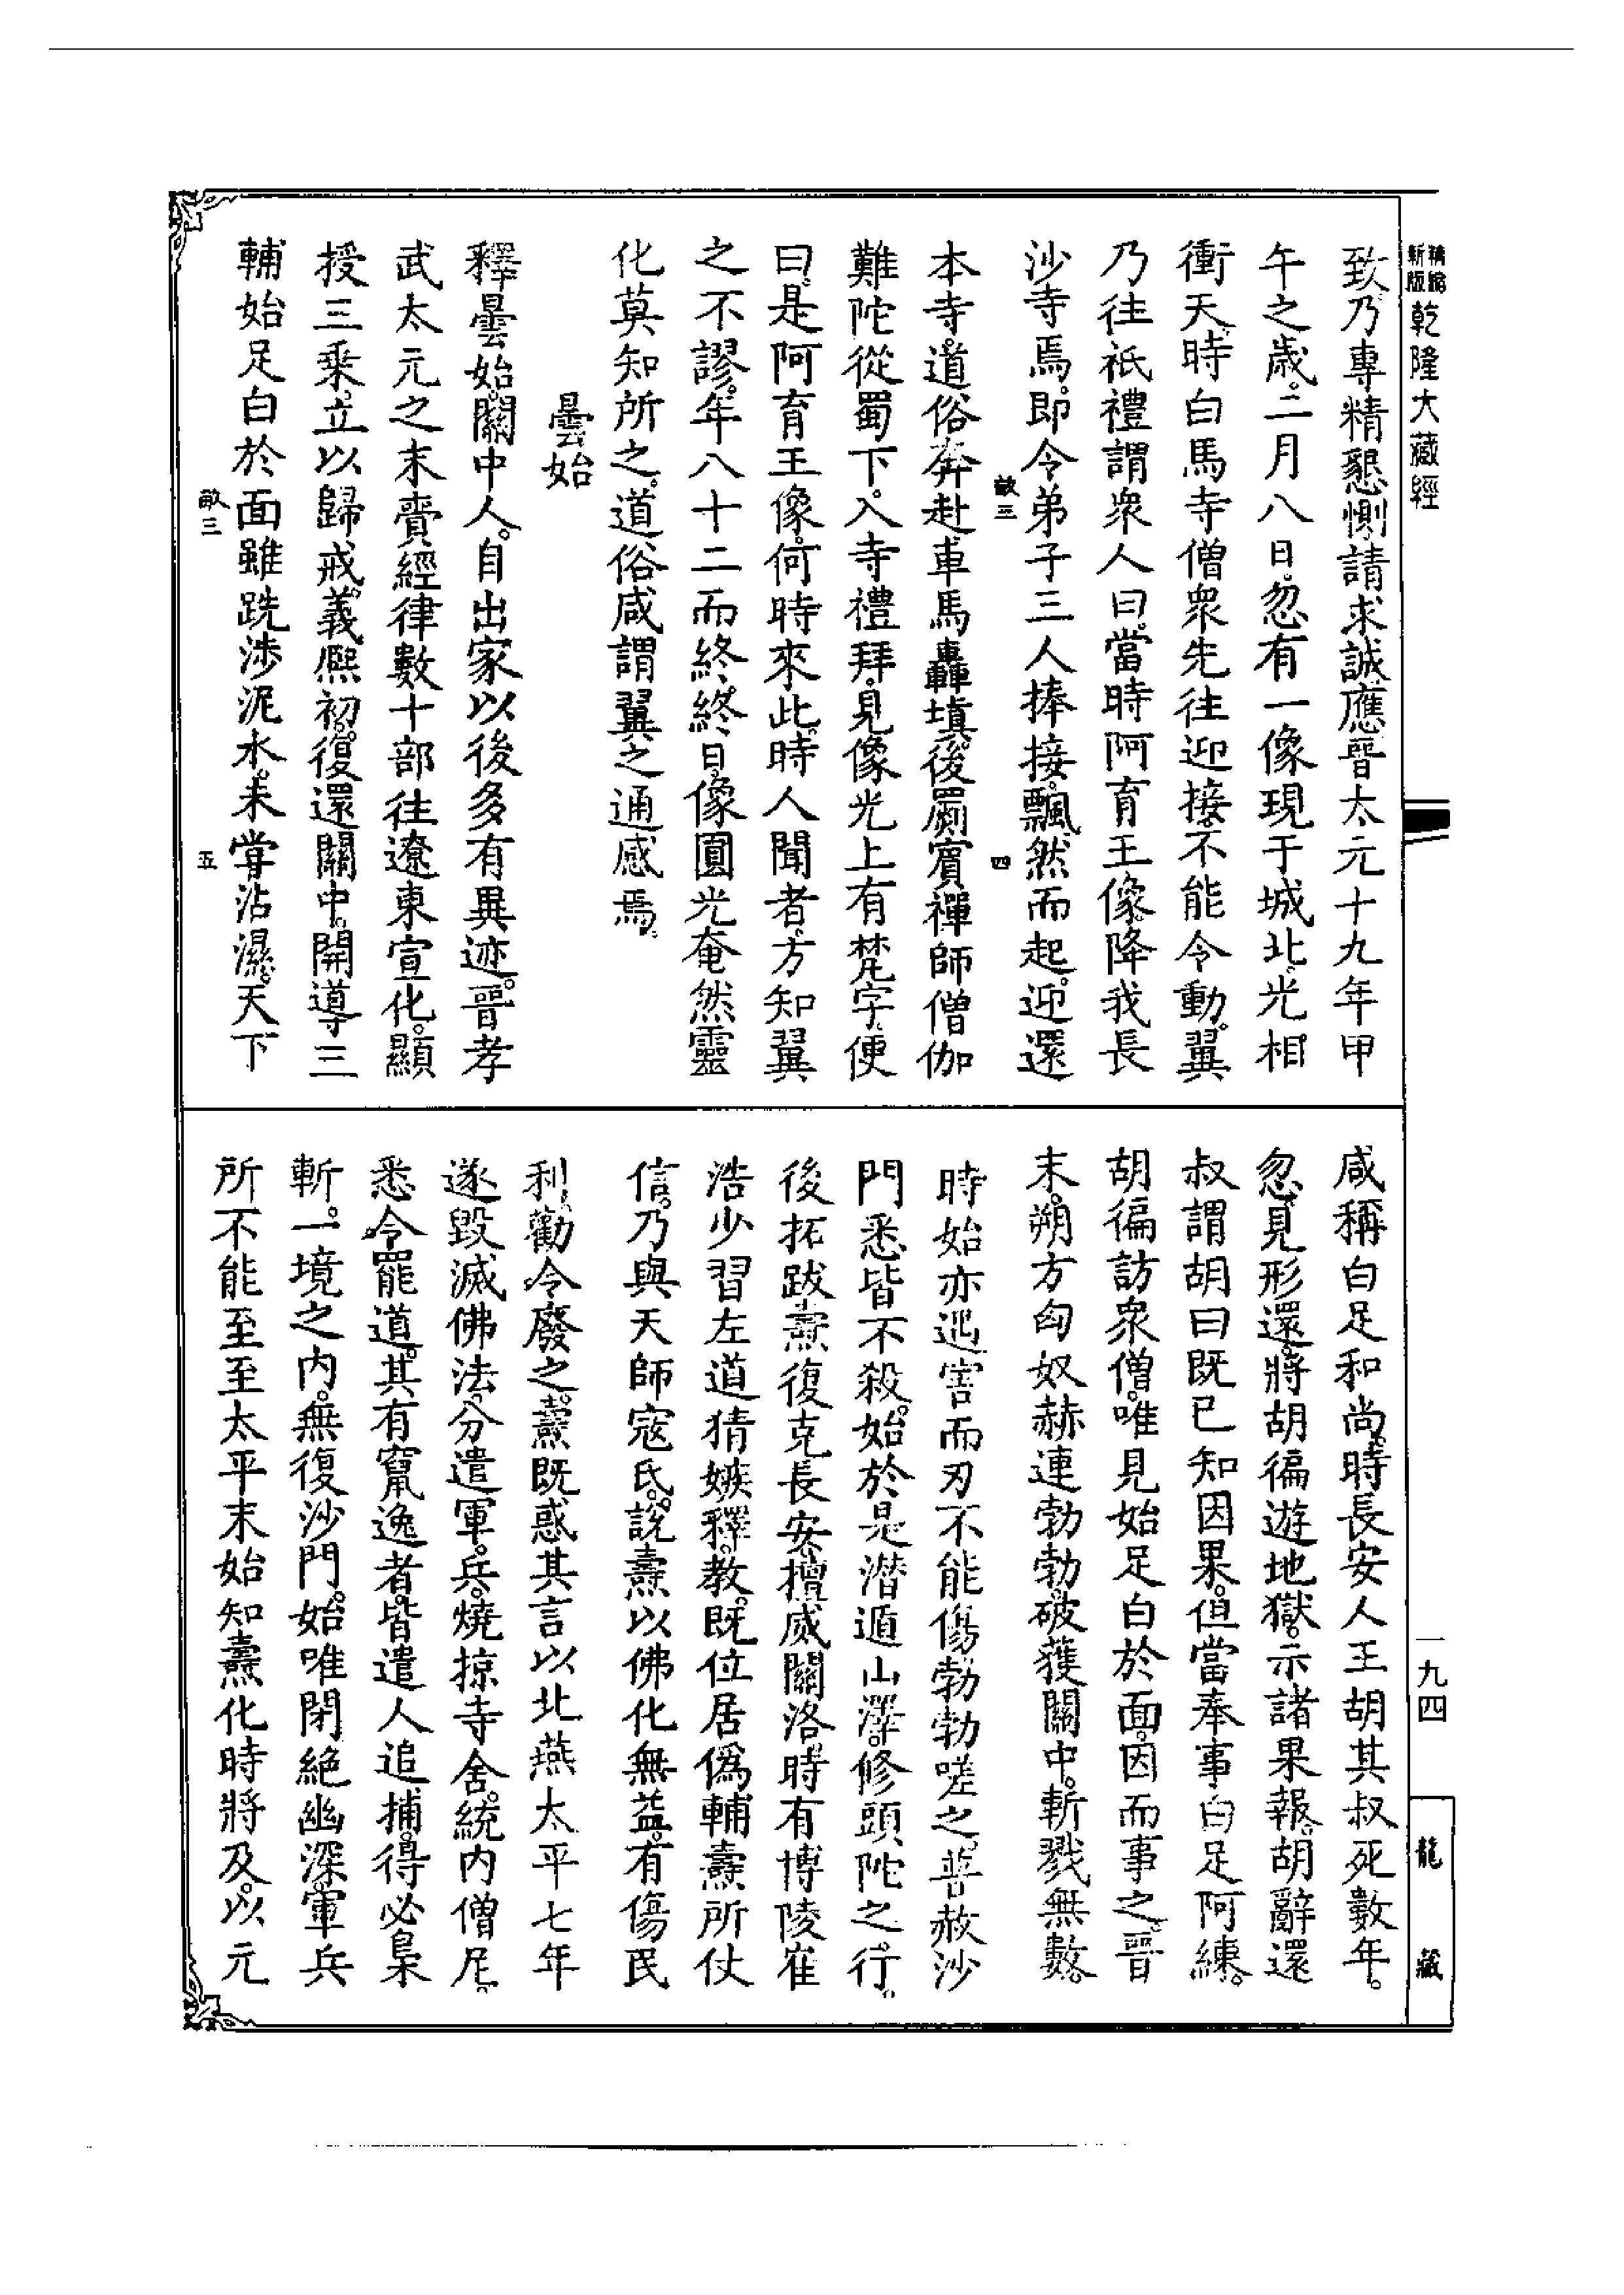 精縮
新版
乾隆大藏經
致乃專精懇惻請求誠應晉太元十九年甲
午之歲。二月八日。忽有一像現于城北。光相
衝天。時白馬寺僧衆先往迎接。不能令動。翼
乃往祇禮謂衆人曰。當時阿育王像。降我長
沙寺焉。即令弟子三人捧接。飄然而起。迎還
敧三
四
本寺。道俗奔赴。車馬轟塡。後罽賓禪師僧伽
難陀從蜀下。入寺禮拜。見像光上有梵字。便
曰。是阿育王像。何時來此。時人聞者。方知翼
之不謬。年八十二而終。終日。像圓光奄然靈
化莫知所之。道俗咸謂翼之通感焉。
曇始
釋曇始。關中人。自出家以後多有異迹。晉孝
武太元之末齎經律數十部往遼東宣化。顯
授三乘。立以歸戒。義熙初。復還關中。開導三
輔始足白於面雖跣涉泥水。未嘗沾濕。天下
敧三
五
咸稱白足和尚。時長安人王胡其叔死數年。
忽見形還。將胡徧遊地獄。示諸果報。胡辭還
叔謂胡曰既已知因果。但當奉事白足阿練。
胡徧訪衆僧。唯見始足白於面。因而事之。晉
末。朔方匈奴赫連勃勃。破獲關中。斬戮無數。
時始亦遇害而刃不能傷勃勃嗟之。普赦沙
門悉皆不殺。始於是潛遁山澤。修頭陀之行。
後拓跋燾復克長安。擅威關洛。時有博陵崔
浩少習左道猜嫉釋教。既位居僞輔燾所仗
信。乃與天師寇氏。說燾以佛化無益。有傷民
利。勸令廢之。燾既惑其言以北燕太平七年
遂毀滅佛法。分遣軍兵。燒掠寺舍。統內僧尼。
悉令罷道。其有竄逸者。皆遣人追捕。得必梟
斬。一境之內。無復沙門。始唯閉絕幽深。軍兵
所不能至至太平末始知燾化時將及。以元
一九四
龍藏